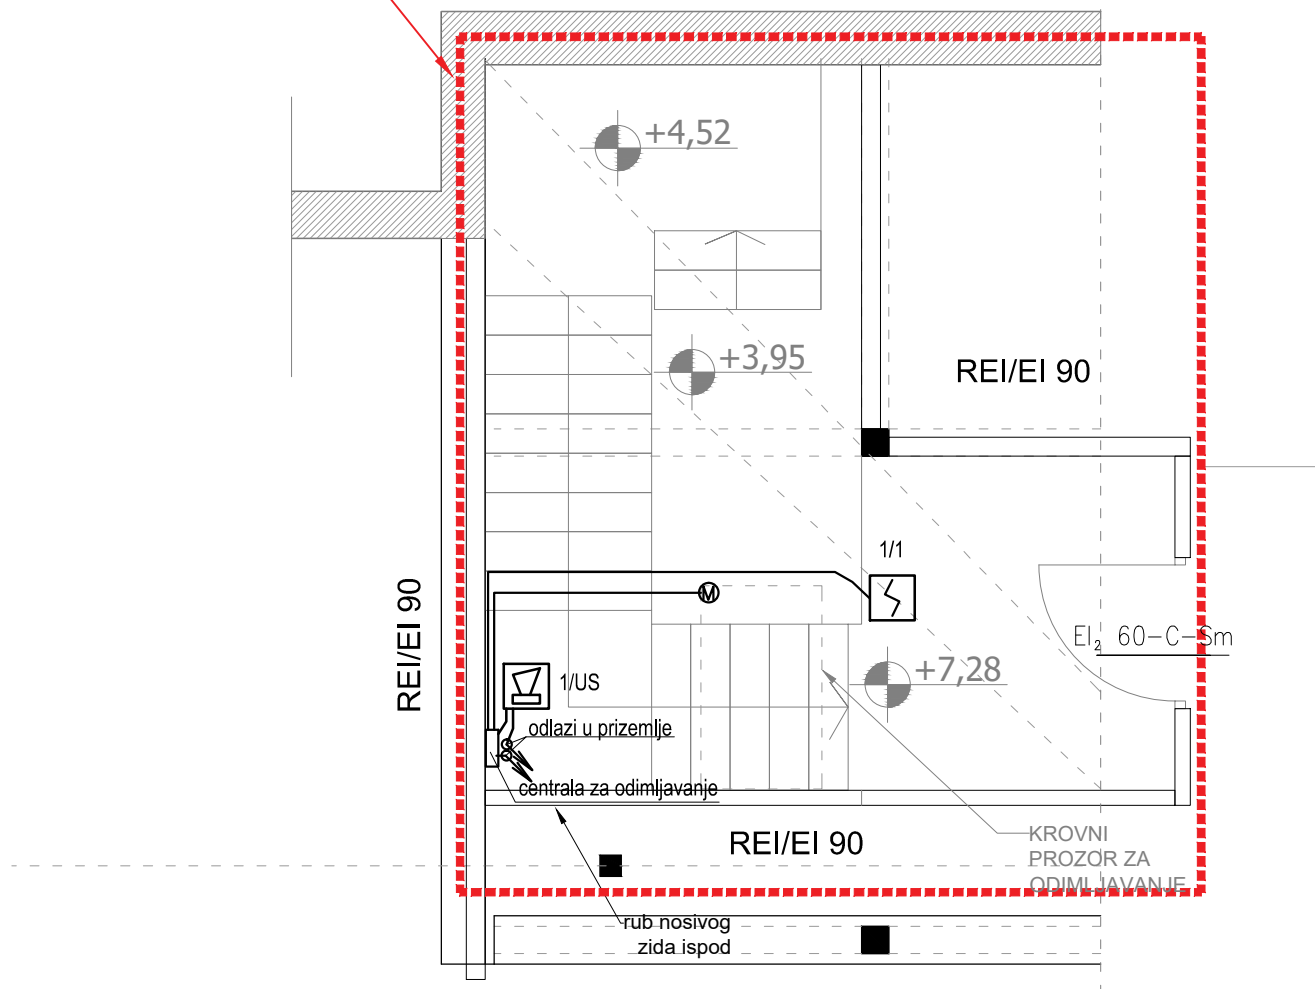 +4,52
+3,95
REI/EI 90
1/1
REI/EI 90
EI₂ 60-C-Sm
M
+7,28
1/US
odlazi u prizemlje
centrala za odimljavanje
REI/EI 90
KROVNI
PROZOR ZA
ODIMLJAVANJE
rub nosivog
zida ispod